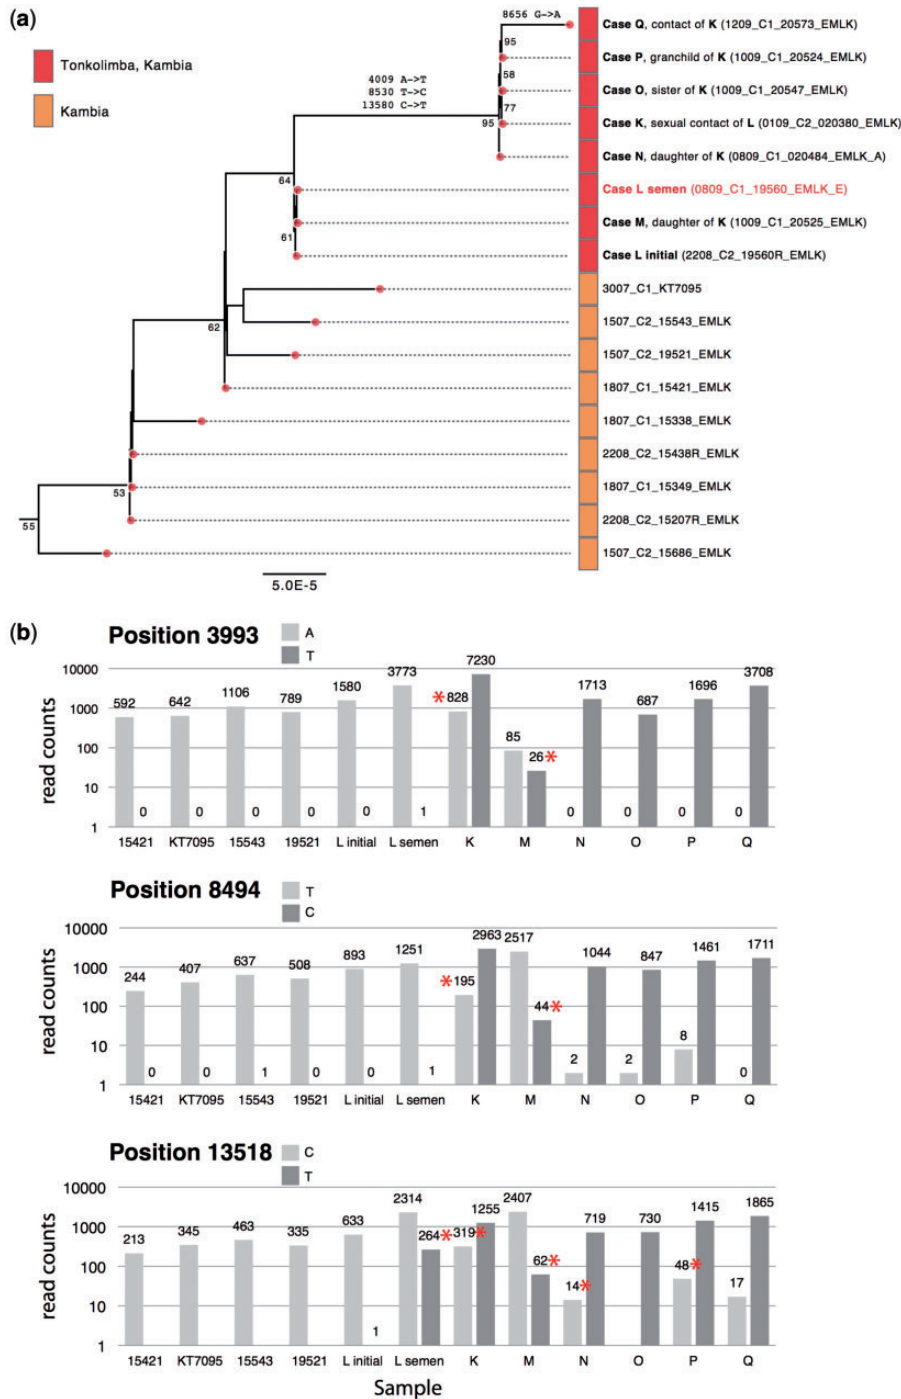 (a)
8656 G->A
Case Q, contact of K (1209_C1_20573_EMLK)
95
Tonkolimba, Kambia
Case P, granchild of K (1009_C1_20524_EMLK)
58
4009 A->T
8530 T->C
13580 C->T
Case O, sister of K (1009_C1_20547_EMLK)
Kambia
77
95
Case K, sexual contact of L (0109_C2_020380_EMLK)
Case N, daughter of K (0809_C1_020484_EMLK_A)
64
Case L semen (0809_C1_19560_EMLK_E)
Case M, daughter of K (1009_C1_20525_EMLK)
61
Case L initial (2208_C2_19560R_EMLK)
3007_C1_KT7095
62
1507_C2_15543_EMLK
1507_C2_19521_EMLK
1807_C1_15421_EMLK
1807_C1_15338_EMLK
2208_C2_15438R_EMLK
53
1807_C1_15349_EMLK
55
2208_C2_15207R_EMLK
1507_C2_15686_EMLK
5.0E-5
(b)
Position 3993
A
T
read counts
10000
1000
100
10
1
592 0 642 0 1106 0 789 0 1580 0 3773 1 * 828 7230 85 26 * 0 1713 0 687 0 1696 0 3708
15421 KT7095 15543 19521 L initial L semen K M N O P Q
Position 8494
T
C
read counts
10000
1000
100
10
1
244 0 407 0 637 1 508 0 893 0 1251 1 * 195 2963 2517 44 * 2 1044 2 847 8 1461 0 1711
15421 KT7095 15543 19521 L initial L semen K M N O P Q
Position 13518
C
T
read counts
10000
1000
100
10
1
213 345 463 335 633 1 2314 264 * 319 * 1255 2407 62 * 14 * 719 730 48 * 1415 17 1865
15421 KT7095 15543 19521 L initial L semen K M N O P Q
Sample